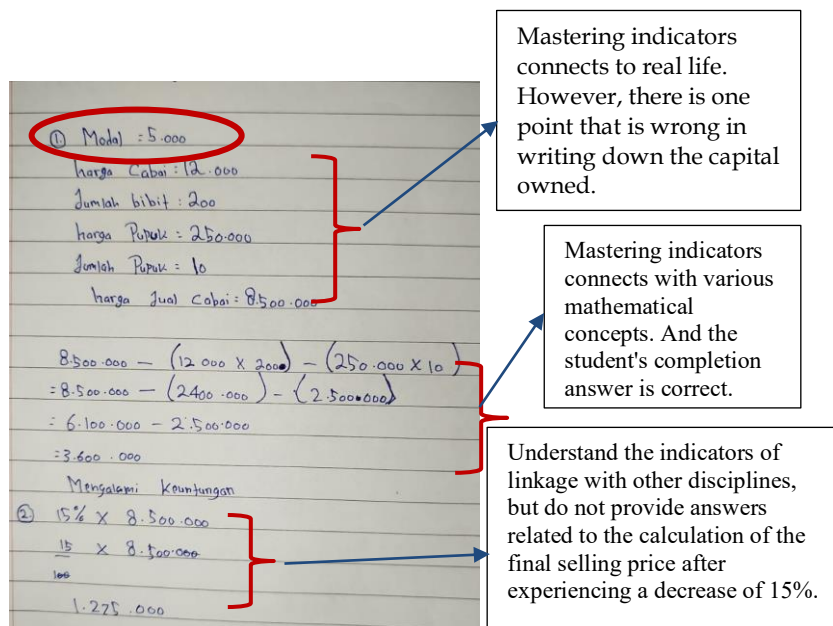 ① Modal = 5.000
harga Cabai : 12.000
Jumlah bibit : 200
harga Pupuk = 250.000
Jumlah Pupuk = 10
harga Jual Cabai = 8.500.000
8.500.000 – (12 000 X 200) – (250.000 X 10)
= 8.500.000 – (2400.000) – (2.500.000)
= 6.100.000 – 2.500.000
= 3.600.000
Mengalami Keuntungan
② 15% X 8.500.000
15/100 X 8.500.000
1.275.000
Mastering indicators
connects to real life.
However, there is one
point that is wrong in
writing down the capital
owned.
Mastering indicators
connects with various
mathematical
concepts. And the
student's completion
answer is correct.
Understand the indicators of
linkage with other disciplines,
but do not provide answers
related to the calculation of the
final selling price after
experiencing a decrease of 15%.